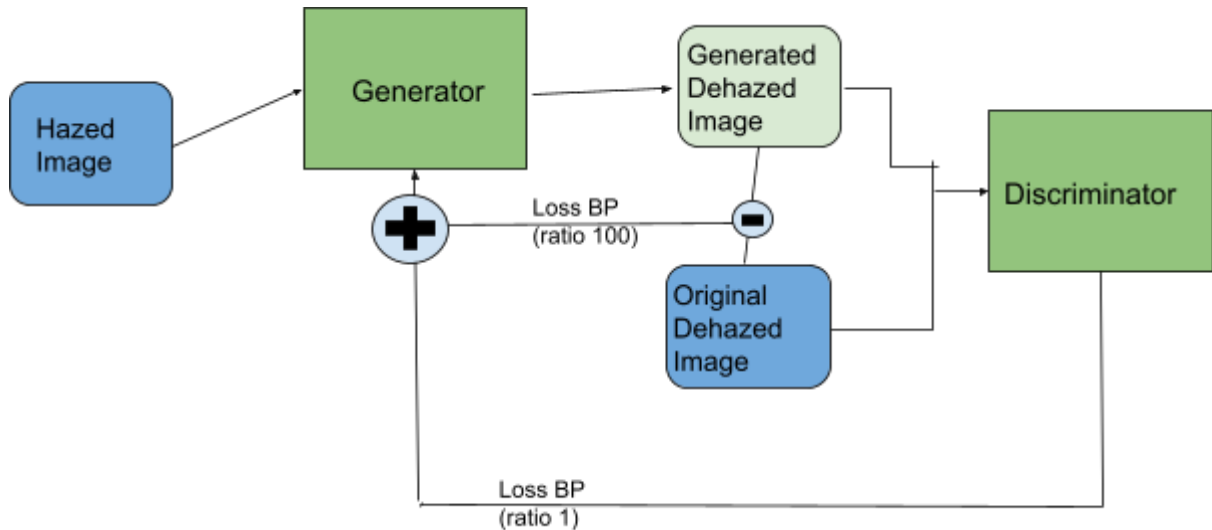 Hazed
Image
Generator
Generated
Dehazed
Image
Discriminator
Loss BP
(ratio 100)
Original
Dehazed
Image
Loss BP
(ratio 1)